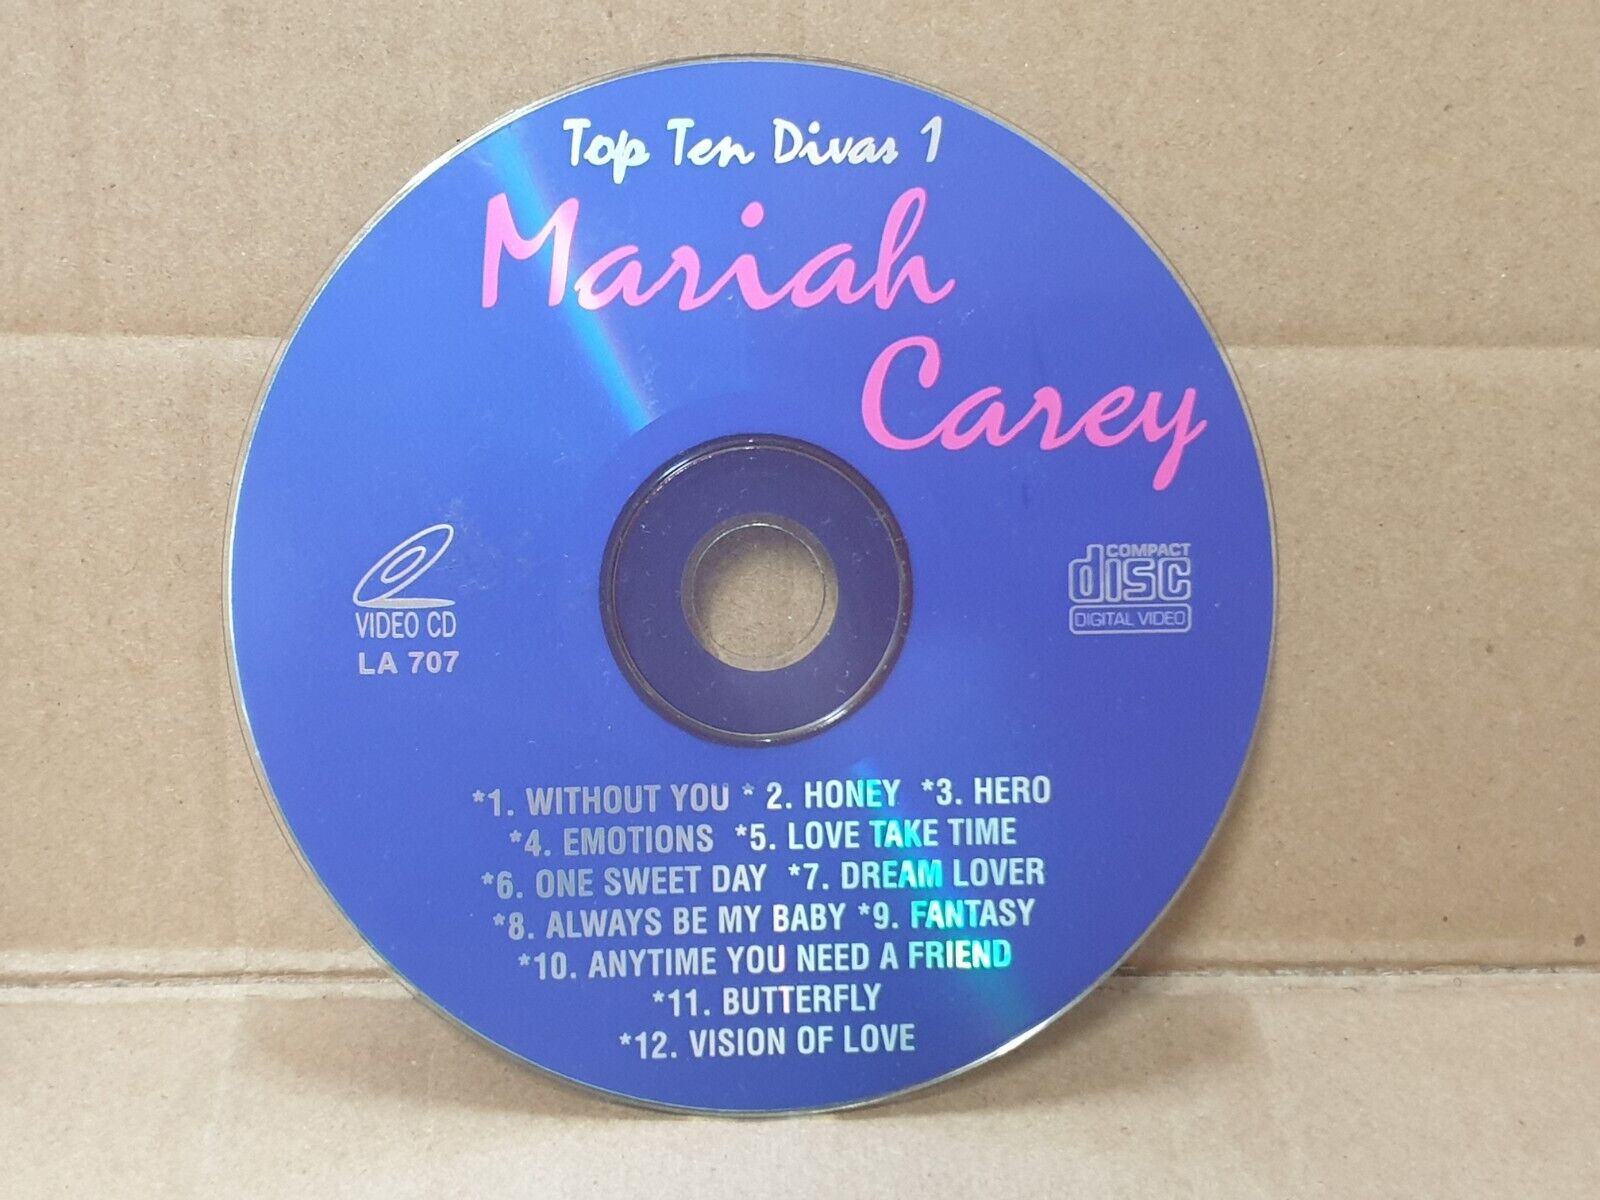 Top Ten Divas 1
Mariah
Carey
VIDEO CD
LA 707
COMPACT
disc
DIGITAL VIDEO
*1. WITHOUT YOU * 2. HONEY *3. HERO
*4. EMOTIONS *5. LOVE TAKE TIME
*6. ONE SWEET DAY *7. DREAM LOVER
*8. ALWAYS BE MY BABY *9. FANTASY
*10. ANYTIME YOU NEED A FRIEND
*11. BUTTERFLY
*12. VISION OF LOVE